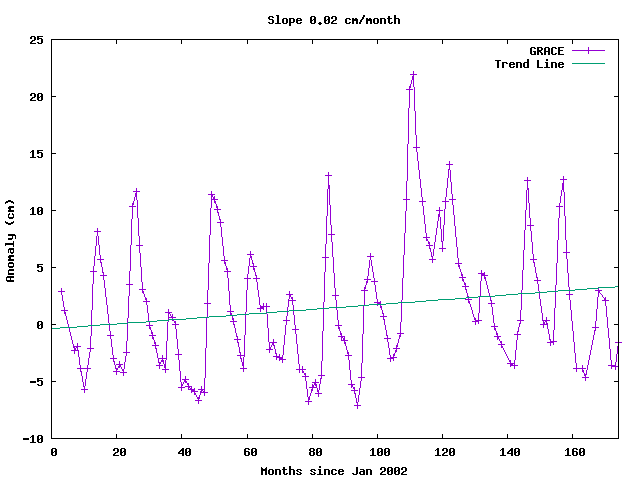 Slope 0.02 cm/month
25
GRACE
Trend Line
20
15
10
5
0
-5
-10
Anomaly (cm)
0 20 40 60 80 100 120 140 160
Months since Jan 2002